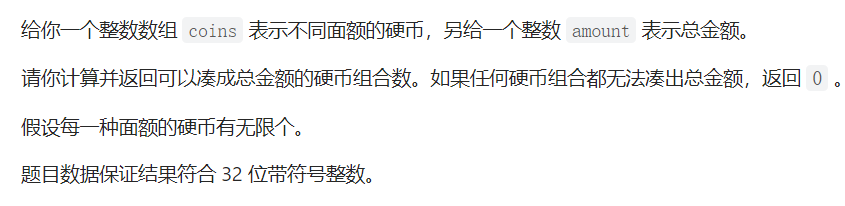 给你一个整数数组 coins 表示不同面额的硬币，另给一个整数 amount 表示总金额。
请你计算并返回可以凑成总金额的硬币组合数。如果任何硬币组合都无法凑出总金额，返回 0 。
假设每一种面额的硬币有无限个。
题目数据保证结果符合 32 位带符号整数。